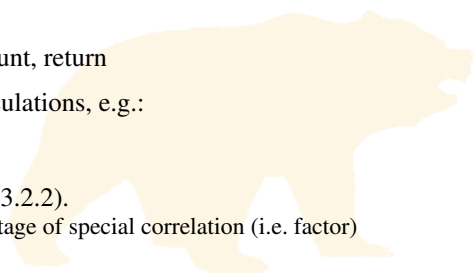 unt, return
ulations, e.g.:
3.2.2).
tage of special correlation (i.e. factor)